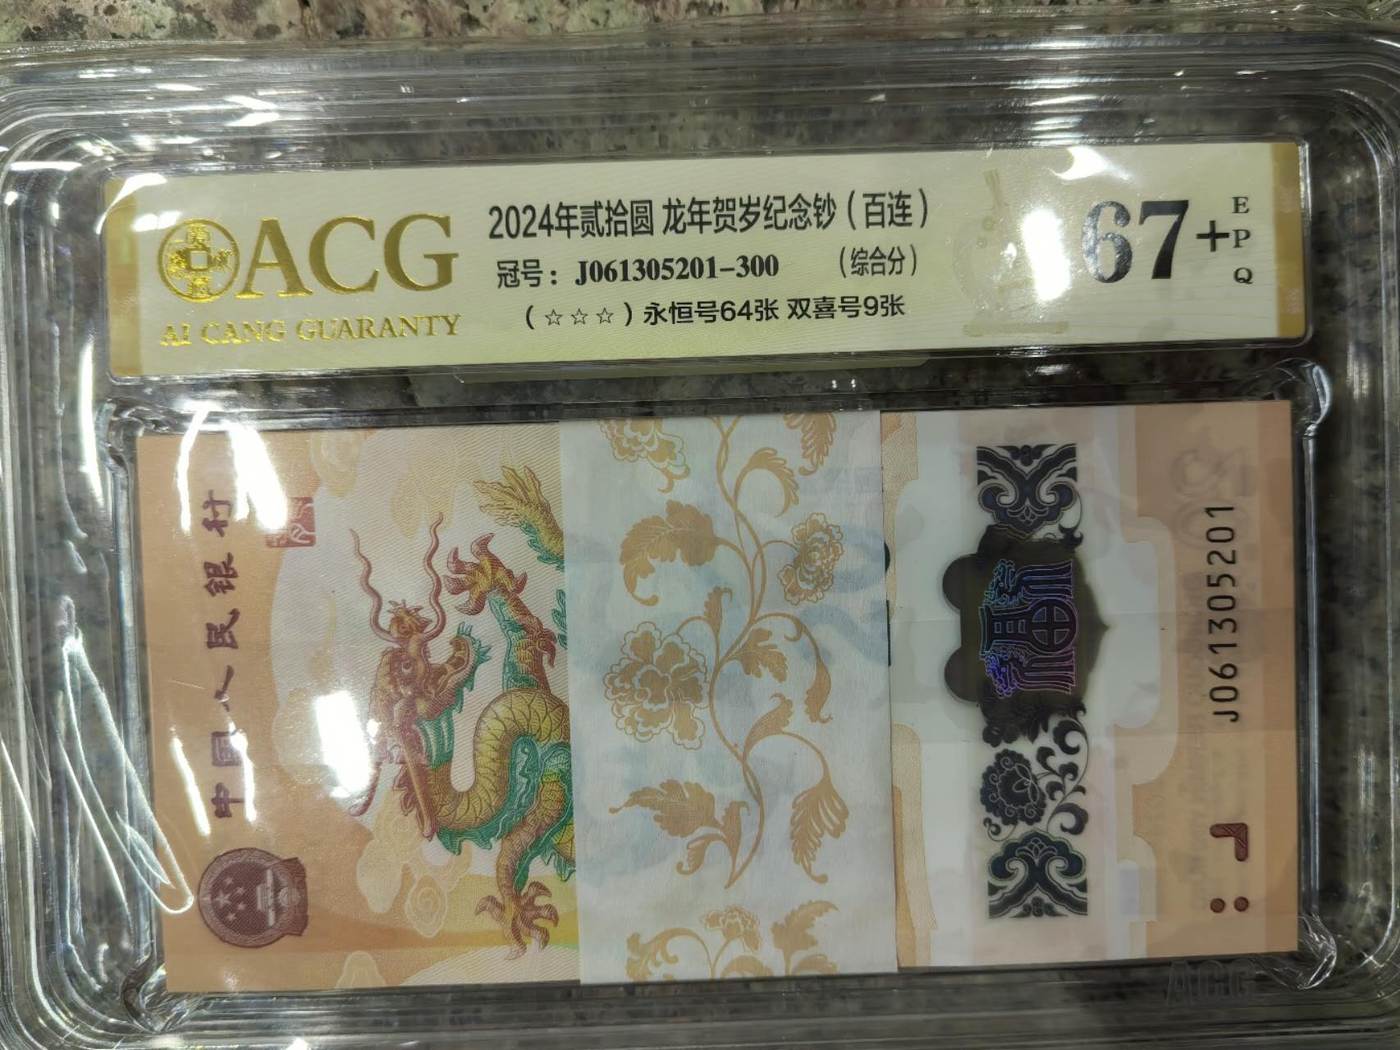 ACG
AI CANG GUARANTY
2024年贰拾圆 龙年贺岁纪念钞(百连)
冠号: J061305201-300 (综合分)
(☆☆☆) 永恒号64张 双喜号9张
67+
EPQ
中国人民银行
J061305201
ACG